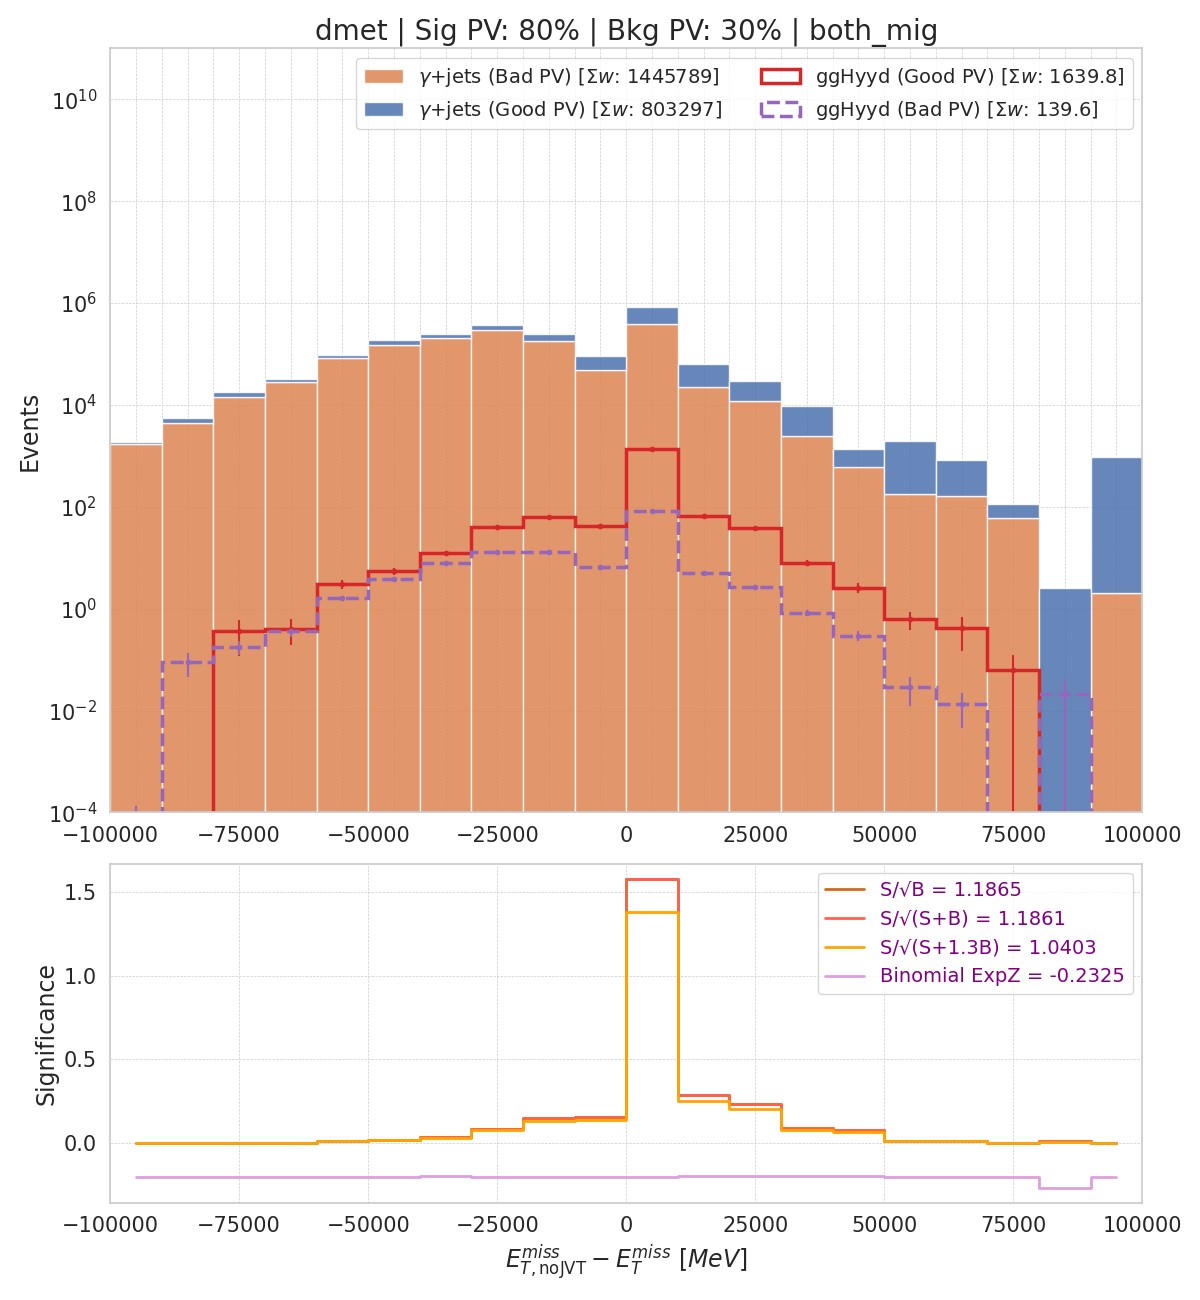 dmet | Sig PV: 80% | Bkg PV: 30% | both_mig
γ+jets (Bad PV) [Σw: 1445789]
γ+jets (Good PV) [Σw: 803297]
ggHyyd (Good PV) [Σw: 1639.8]
ggHyyd (Bad PV) [Σw: 139.6]
Events
10^10
10^8
10^6
10^4
10^2
10^0
10^−2
10^−4
−100000 −75000 −50000 −25000 0 25000 50000 75000 100000
S/√B = 1.1865
S/√(S+B) = 1.1861
S/√(S+1.3B) = 1.0403
Binomial ExpZ = -0.2325
Significance
1.5
1.0
0.5
0.0
−100000 −75000 −50000 −25000 0 25000 50000 75000 100000
E_{T,noJVT}^{miss} − E_T^{miss} [MeV]